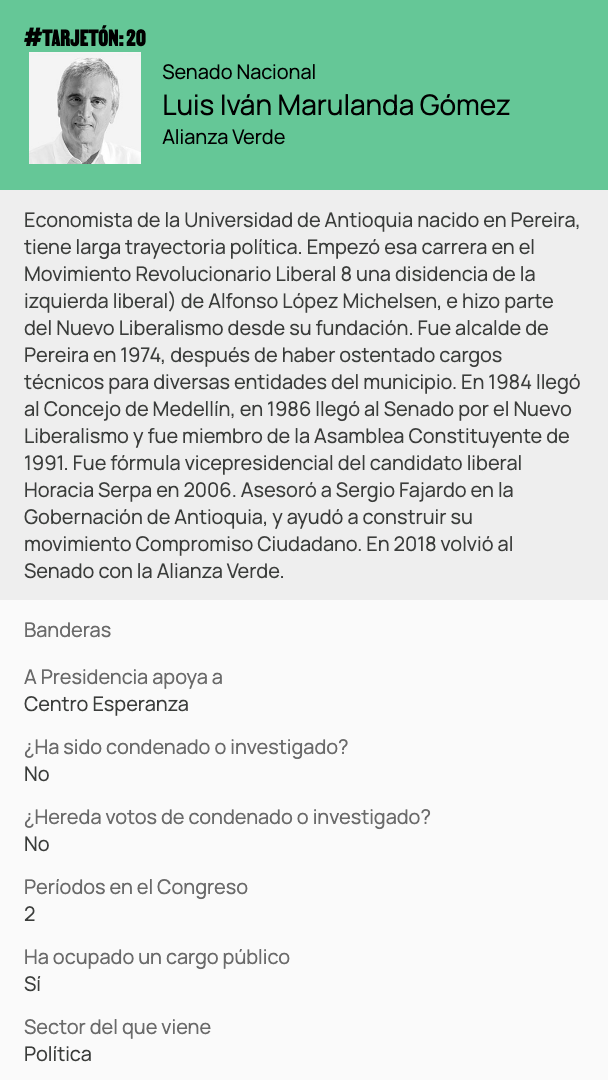 #TARJETÓN: 20
Senado Nacional
Luis Iván Marulanda Gómez
Alianza Verde
Economista de la Universidad de Antioquia nacido en Pereira,
tiene larga trayectoria política. Empezó esa carrera en el
Movimiento Revolucionario Liberal 8 una disidencia de la
izquierda liberal) de Alfonso López Michelsen, e hizo parte
del Nuevo Liberalismo desde su fundación. Fue alcalde de
Pereira en 1974, después de haber ostentado cargos
técnicos para diversas entidades del municipio. En 1984 llegó
al Concejo de Medellín, en 1986 llegó al Senado por el Nuevo
Liberalismo y fue miembro de la Asamblea Constituyente de
1991. Fue fórmula vicepresidencial del candidato liberal
Horacia Serpa en 2006. Asesoró a Sergio Fajardo en la
Gobernación de Antioquia, y ayudó a construir su
movimiento Compromiso Ciudadano. En 2018 volvió al
Senado con la Alianza Verde.
Banderas
A Presidencia apoya a
Centro Esperanza
¿Ha sido condenado o investigado?
No
¿Hereda votos de condenado o investigado?
No
Períodos en el Congreso
2
Ha ocupado un cargo público
Sí
Sector del que viene
Política